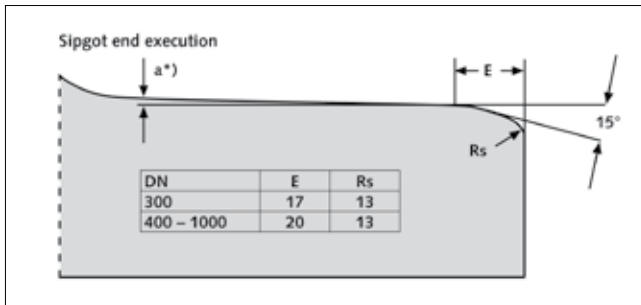 Sipgot end execution
a*)
E
15°
Rs
DN E Rs
300 17 13
400 – 1000 20 13